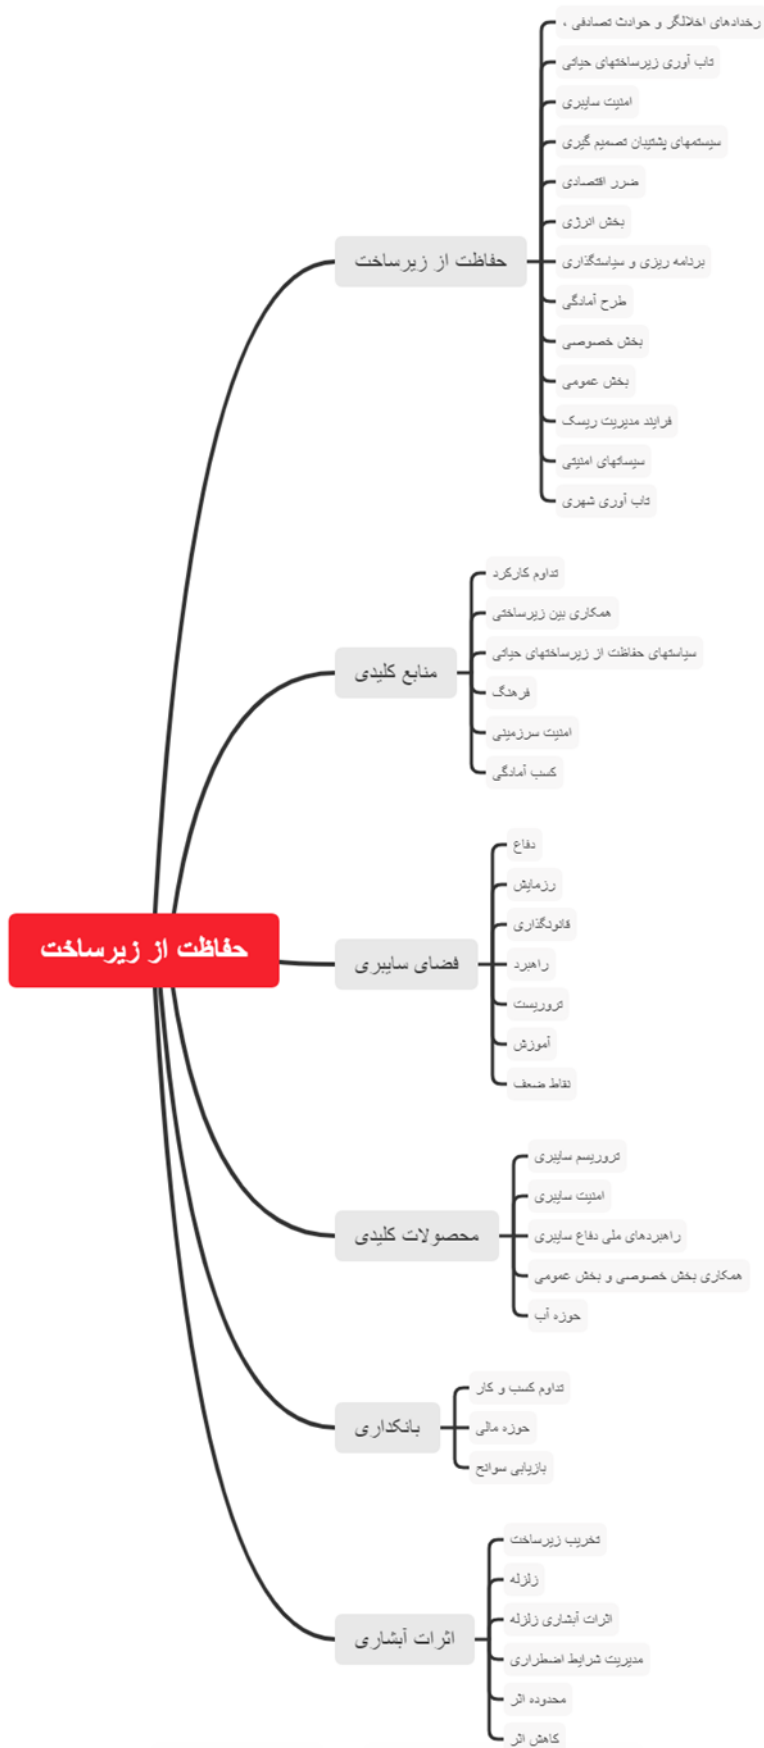 حفاظت از زیرساخت
حفاظت از زیرساخت
رخدادهای اخلالگر و حوادث تصادفی ،
تاب آوری زیرساختهای حیاتی
امنیت سایبری
سیستمهای پشتیبان تصمیم گیری
ضرر اقتصادی
بخش انرژی
برنامه ریزی و سیاستگذاری
طرح آمادگی
بخش خصوصی
بخش عمومی
فرایند مدیریت ریسک
سیساتهای امنیتی
تاب آوری شهری
منابع کلیدی
تداوم کارکرد
همکاری بین زیرساختی
سیاستهای حفاظت از زیرساختهای حیاتی
فرهنگ
امنیت سرزمینی
کسب آمادگی
فضای سایبری
دفاع
رزمایش
قانونگذاری
راهبرد
تروریست
آموزش
نقاط ضعف
محصولات کلیدی
تروریسم سایبری
امنیت سایبری
راهبردهای ملی دفاع سایبری
همکاری بخش خصوصی و بخش عمومی
حوزه آب
بانکداری
تداوم کسب و کار
حوزه مالی
بازیابی سوانح
اثرات آبشاری
تخریب زیرساخت
زلزله
اثرات آبشاری زلزله
مدیریت شرایط اضطراری
محدوده اثر
کاهش اثر